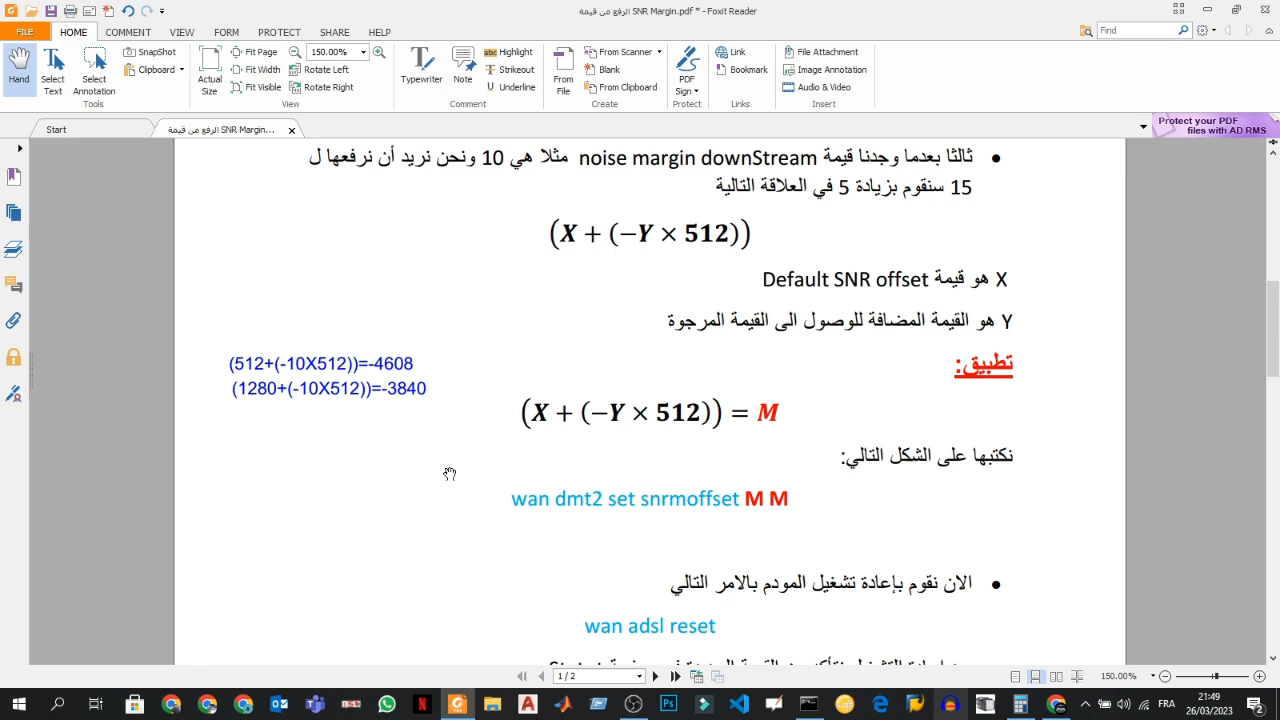 الرفع من قيمة SNR Margin.pdf * - Foxit Reader
FILE HOME COMMENT VIEW FORM PROTECT SHARE HELP
Find
Hand
Select Text
Select Annotation
SnapShot
Clipboard
Tools
Actual Size
Fit Page
Fit Width
Fit Visible
150.00%
Rotate Left
Rotate Right
View
Typewriter
Note
Highlight
Strikeout
Underline
Comment
From File
From Scanner
Blank
From Clipboard
Create
PDF Sign
Protect
Link
Bookmark
Links
File Attachment
Image Annotation
Audio & Video
Insert
Start
الرفع من قيمة SNR Margin...
Protect your PDF
files with AD RMS
• ثالثا بعدما وجدنا قيمة noise margin downStream مثلا هي 10 ونحن نريد أن نرفعها ل
15 سنقوم بزيادة 5 في العلاقة التالية
(X + (−Y × 512))
X هو قيمة Default SNR offset
Y هو القيمة المضافة للوصول الى القيمة المرجوة
تطبيق:
(512+(-10X512))=-4608
(1280+(-10X512))=-3840
(X + (−Y × 512)) = M
نكتبها على الشكل التالي:
wan dmt2 set snrmoffset M M
• الان نقوم بإعادة تشغيل المودم بالامر التالي
wan adsl reset
1 / 2
150.00%
FRA
21:49
26/03/2023